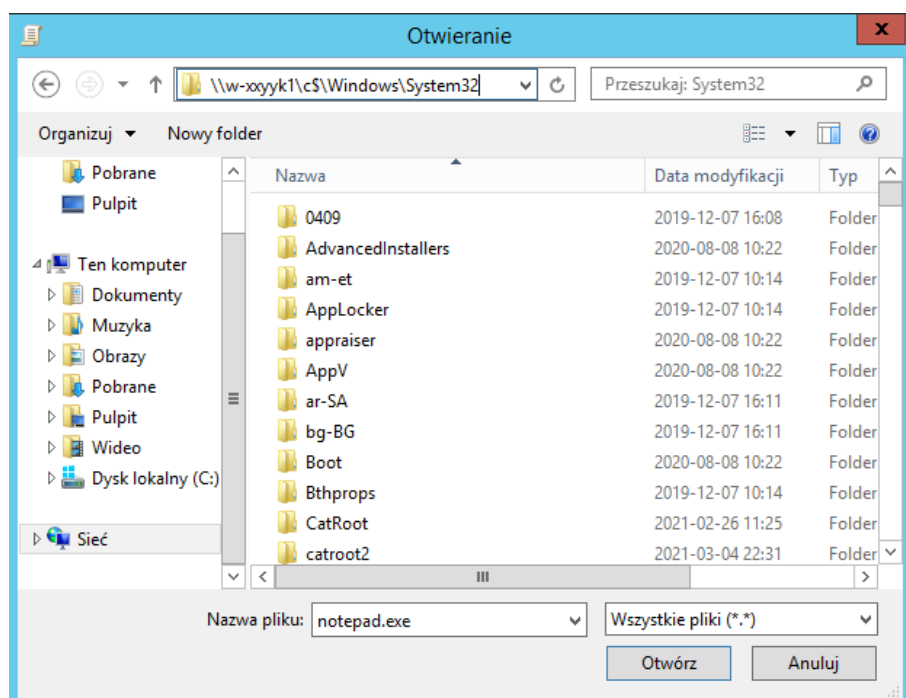 Otwieranie
x
\\w-xxyyk1\c$\Windows\System32
Przeszukaj: System32
Organizuj
Nowy folder
Pobrane
Pulpit
Ten komputer
Dokumenty
Muzyka
Obrazy
Pobrane
Pulpit
Wideo
Dysk lokalny (C:)
Sieć
Nazwa Data modyfikacji Typ
0409 2019-12-07 16:08 Folder
AdvancedInstallers 2020-08-08 10:22 Folder
am-et 2019-12-07 10:14 Folder
AppLocker 2019-12-07 10:14 Folder
appraiser 2020-08-08 10:22 Folder
AppV 2020-08-08 10:22 Folder
ar-SA 2019-12-07 16:11 Folder
bg-BG 2019-12-07 16:11 Folder
Boot 2020-08-08 10:22 Folder
Bthprops 2019-12-07 10:14 Folder
CatRoot 2021-02-26 11:25 Folder
catroot2 2021-03-04 22:31 Folder
Nazwa pliku: notepad.exe
Wszystkie pliki (*.*)
Otwórz
Anuluj